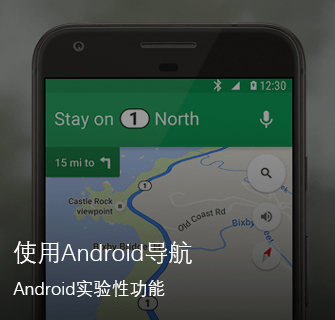 12:30
Stay on 1 North
15 mi to
1
Castle Rock
viewpoint
Old Coast Rd
Bixby
使用Android导航
Android实验性功能